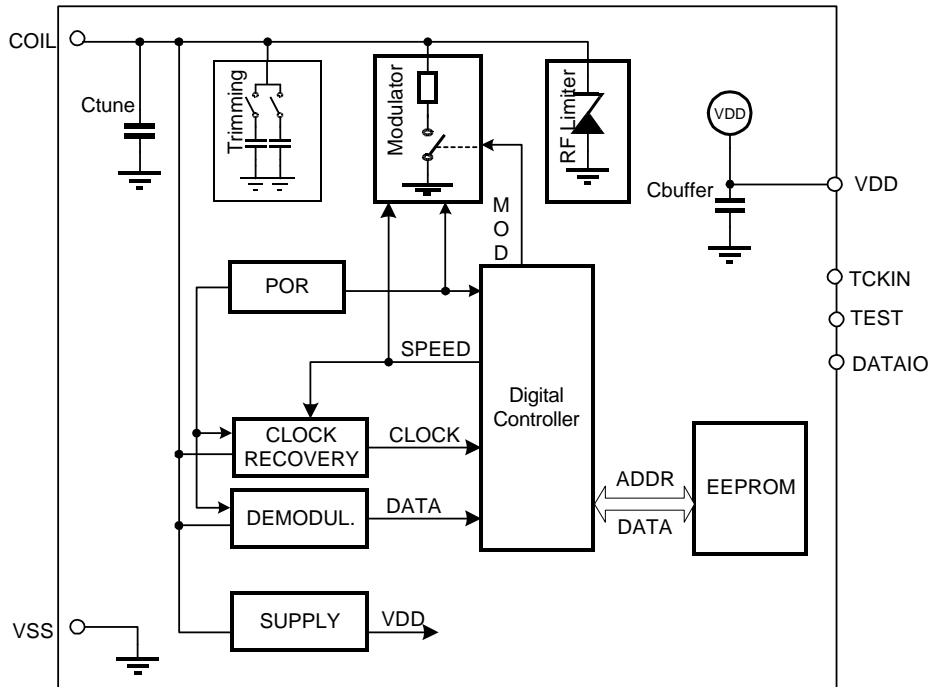 COIL
Ctune
Trimming
Modulator
RF Limiter
VDD
Cbuffer
VDD
MOD
TCKIN
POR
TEST
SPEED
DATAIO
Digital
Controller
CLOCK
RECOVERY
CLOCK
ADDR
EEPROM
DEMODUL.
DATA
DATA
SUPPLY
VDD
VSS